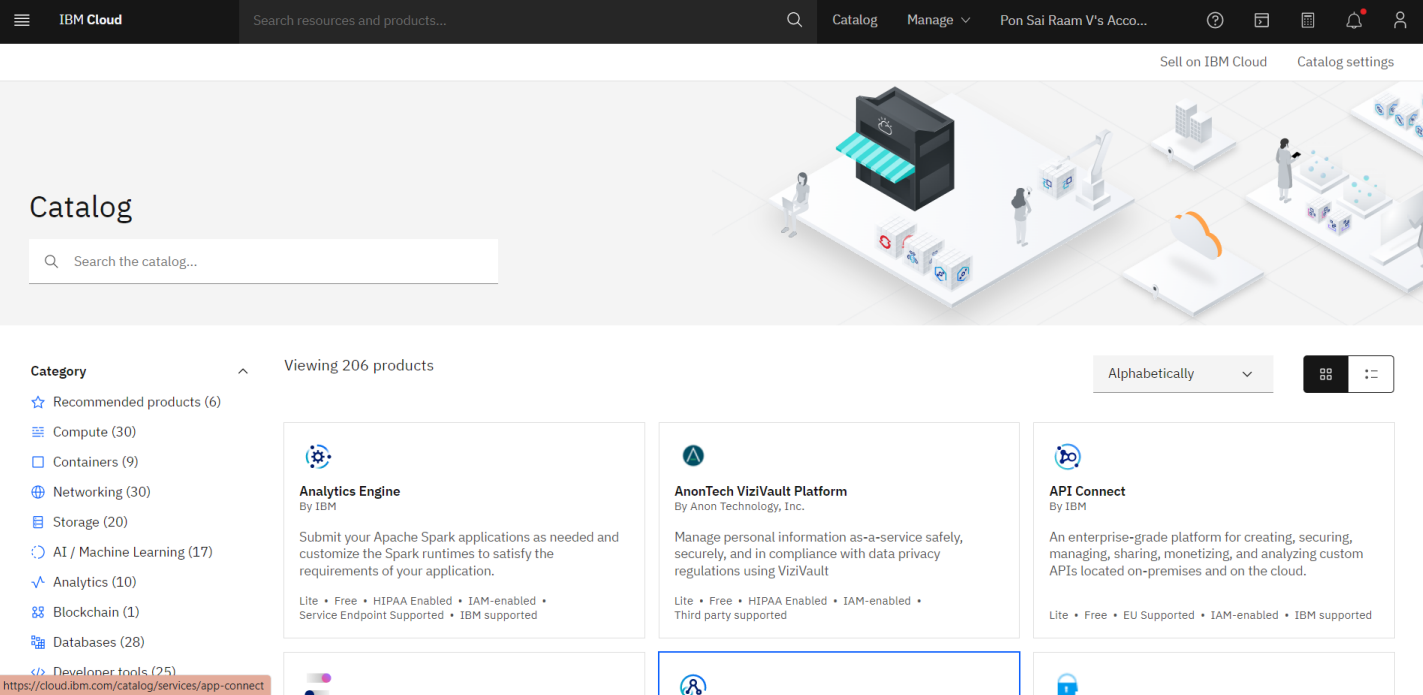 IBM Cloud
Search resources and products...
Catalog
Manage
Pon Sai Raam V's Acco...
Sell on IBM Cloud
Catalog settings
Catalog
Search the catalog...
Category
Recommended products (6)
Compute (30)
Containers (9)
Networking (30)
Storage (20)
AI / Machine Learning (17)
Analytics (10)
Blockchain (1)
Databases (28)
Developer tools (25)
Viewing 206 products
Alphabetically
Analytics Engine
By IBM
Submit your Apache Spark applications as needed and
customize the Spark runtimes to satisfy the
requirements of your application.
Lite • Free • HIPAA Enabled • IAM-enabled •
Service Endpoint Supported • IBM supported
AnonTech ViziVault Platform
By Anon Technology, Inc.
Manage personal information as-a-service safely,
securely, and in compliance with data privacy
regulations using ViziVault
Lite • Free • HIPAA Enabled • IAM-enabled •
Third party supported
API Connect
By IBM
An enterprise-grade platform for creating, securing,
managing, sharing, monetizing, and analyzing custom
APIs located on-premises and on the cloud.
Lite • Free • EU Supported • IAM-enabled • IBM supported
https://cloud.ibm.com/catalog/services/app-connect